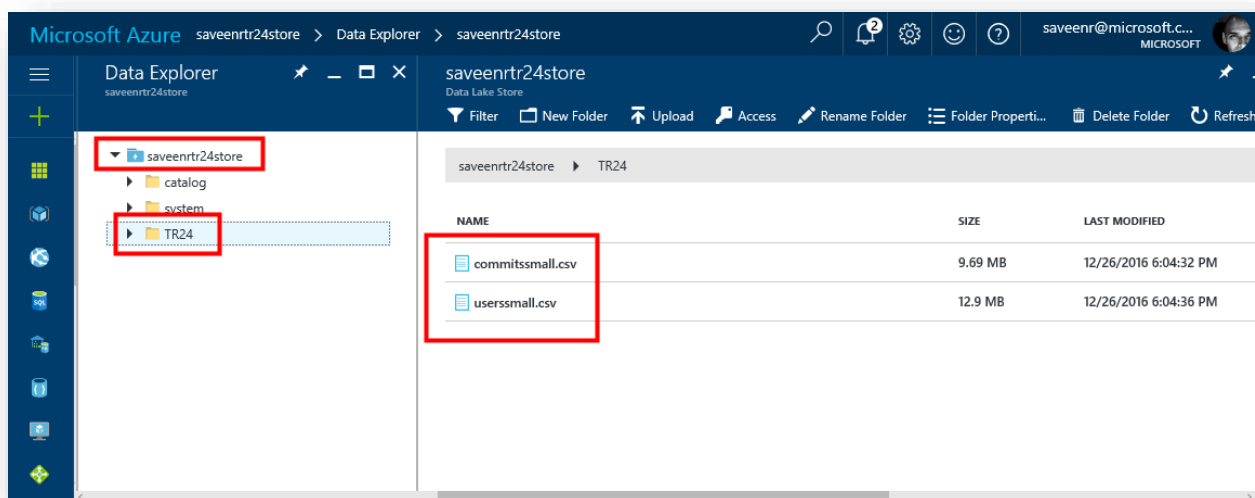 Microsoft Azure saveenrtr24store > Data Explorer > saveenrtr24store
2
saveenr@microsoft.c...
MICROSOFT
Data Explorer
saveenrtr24store
saveenrtr24store
Data Lake Store
Filter New Folder Upload Access Rename Folder Folder Properti... Delete Folder Refresh
saveenrtr24store
catalog
system
TR24
saveenrtr24store TR24
NAME SIZE LAST MODIFIED
commitssmall.csv 9.69 MB 12/26/2016 6:04:32 PM
userssmall.csv 12.9 MB 12/26/2016 6:04:36 PM
SQL